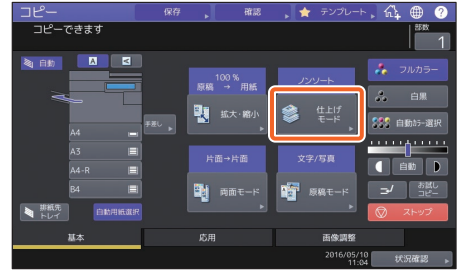 コピー
保存
確認
テンプレート
?
コピーできます
部数
1
自動
A
A
100 %
原稿 → 用紙
拡大・縮小
ノンソート
仕上げ
モード
フルカラー
白黒
自動カラー選択
手差し
A4
A3
A4-R
B4
片面→片面
両面モード
文字/写真
原稿モード
自動
お試し
コピー
排紙先
トレイ
自動用紙選択
ストップ
基本
応用
画像調整
2016/05/10
11:04
状況確認